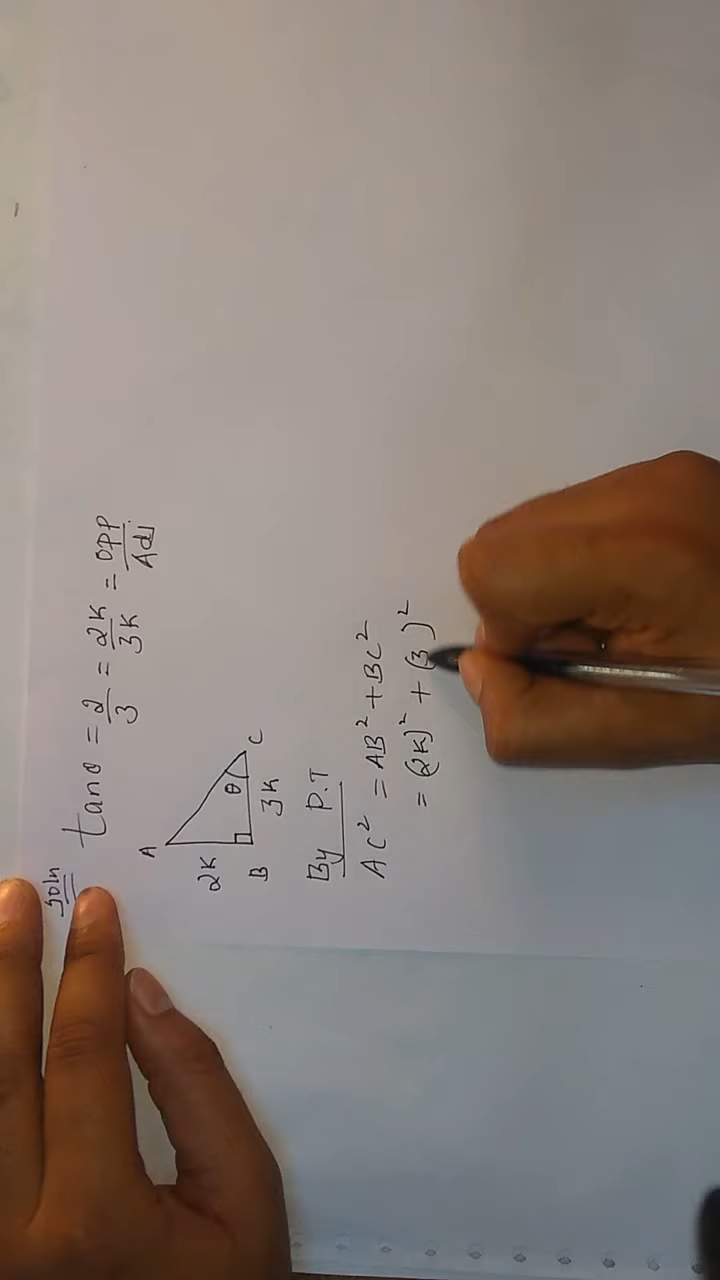 Soln
tanθ = 2/3 = 2K/3K = OPP/Adj
A
2K
θ
B
3K
C
By P.T
AC² = AB² + BC²
= (2K)² + (3 )²